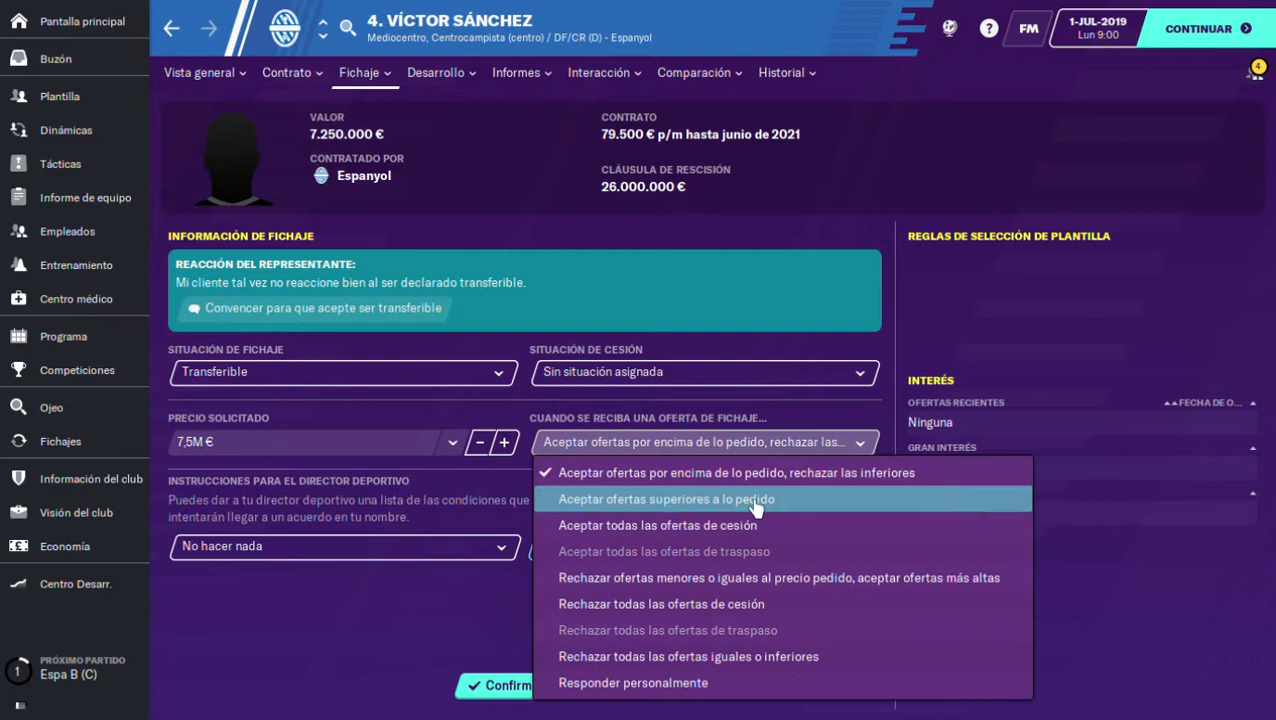 Pantalla principal
Buzón
Plantilla
Dinámicas
Tácticas
Informe de equipo
Empleados
Entrenamiento
Centro médico
Programa
Competiciones
Ojeo
Fichajes
Información del club
Visión del club
Economía
Centro Desarr.
1
PRÓXIMO PARTIDO
Espa B (C)
4. VÍCTOR SÁNCHEZ
Mediocentro, Centrocampista (centro) / DF/CR (D) - Espanyol
?
FM
1-JUL-2019
Lun 9:00
CONTINUAR
Vista general
Contrato
Fichaje
Desarrollo
Informes
Interacción
Comparación
Historial
4
VALOR
7.250.000 €
CONTRATADO POR
Espanyol
CONTRATO
79.500 € p/m hasta junio de 2021
CLÁUSULA DE RESCISIÓN
26.000.000 €
INFORMACIÓN DE FICHAJE
REACCIÓN DEL REPRESENTANTE:
Mi cliente tal vez no reaccione bien al ser declarado transferible.
Convencer para que acepte ser transferible
SITUACIÓN DE FICHAJE
Transferible
SITUACIÓN DE CESIÓN
Sin situación asignada
PRECIO SOLICITADO
7,5M €
CUANDO SE RECIBA UNA OFERTA DE FICHAJE...
Aceptar ofertas por encima de lo pedido, rechazar las...
Aceptar ofertas por encima de lo pedido, rechazar las inferiores
Aceptar ofertas superiores a lo pedido
Aceptar todas las ofertas de cesión
Aceptar todas las ofertas de traspaso
Rechazar ofertas menores o iguales al precio pedido, aceptar ofertas más altas
Rechazar todas las ofertas de cesión
Rechazar todas las ofertas de traspaso
Rechazar todas las ofertas iguales o inferiores
Responder personalmente
INSTRUCCIONES PARA EL DIRECTOR DEPORTIVO
Puedes dar a tu director deportivo una lista de las condiciones que
intentarán llegar a un acuerdo en tu nombre.
No hacer nada
Confirm
REGLAS DE SELECCIÓN DE PLANTILLA
INTERÉS
OFERTAS RECIENTES
FECHA DE O...
Ninguna
GRAN INTERÉS